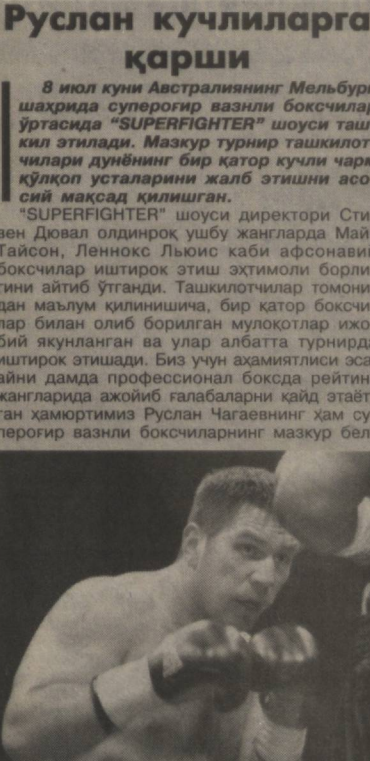 Руслан кучлиларга
қарши
8 июл куни Австралиянинг Мельбурн
шаҳрида супероғир вазнли боксчилар
ўртасида “SUPERFIGHTER” шоуси таш-
кил этилади. Мазкур турнир ташкилот-
чилари дунёнинг бир қатор кучли чарм
қўлқоп усталарини жалб этишни асо-
сий мақсад қилишган.
“SUPERFIGHTER” шоуси директори Сти-
вен Дювал олдинроқ ушбу жангларда Май
Тайсон, Леннокс Льюис каби афсонавий
боксчилар иштирок этиш эҳтимоли борли
гини айтиб ўтганди. Ташкилотчилар томони
дан маълум қилинишича, бир қатор боксчи
лар билан олиб борилган мулоқотлар ижо
бий якунланган ва улар албатта турнирда
иштирок этишади. Биз учун аҳамиятлиси эса
айни дамда профессионал боксда рейтин
жангларида ажойиб ғалабаларни қайд этаёт
ган ҳамюртимиз Руслан Чагаевнинг ҳам су
пероғир вазнли боксчиларнинг мазкур бел